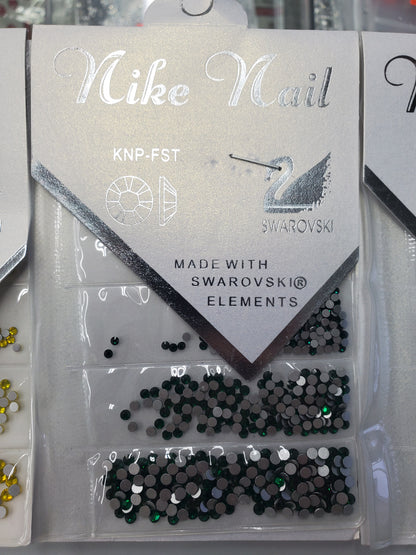 Nike Nail
KNP-FST
SWAROVSKI
MADE WITH
SWAROVSKI®
ELEMENTS